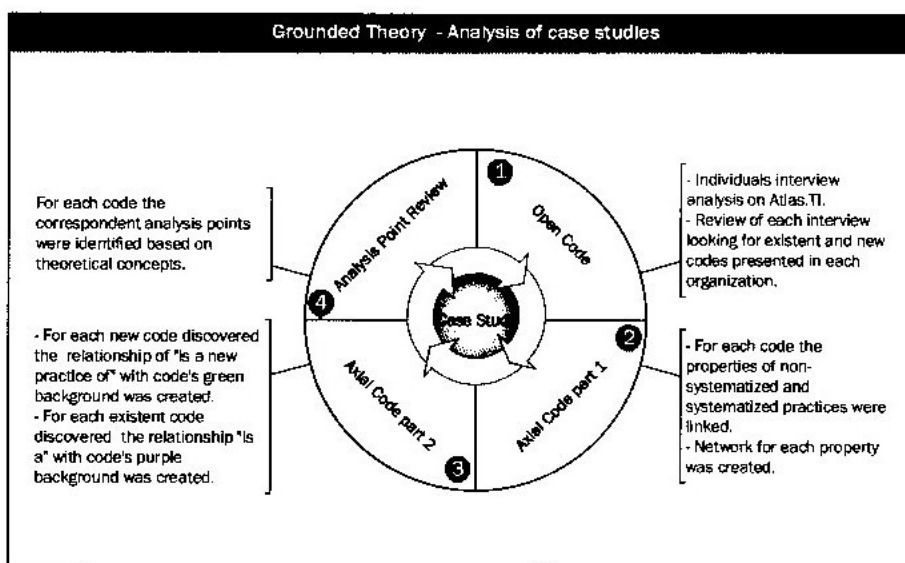 Grounded Theory - Analysis of case studies
1
Open Code
- Individuals interview
analysis on Atlas.TI.
- Review of each interview
looking for existent and new
codes presented in each
organization.
2
Axial Code part 1
- For each code the
properties of non-
systematized and
systematized practices were
linked.
- Network for each property
was created.
3
Axial Code part 2
- For each new code discovered
the relationship of "is a new
practice of" with code's green
background was created.
- For each existent code
discovered the relationship "is
a" with code's purple
background was created.
4
Analysis Point Review
For each code the
correspondent analysis points
were identified based on
theoretical concepts.
Case Stud